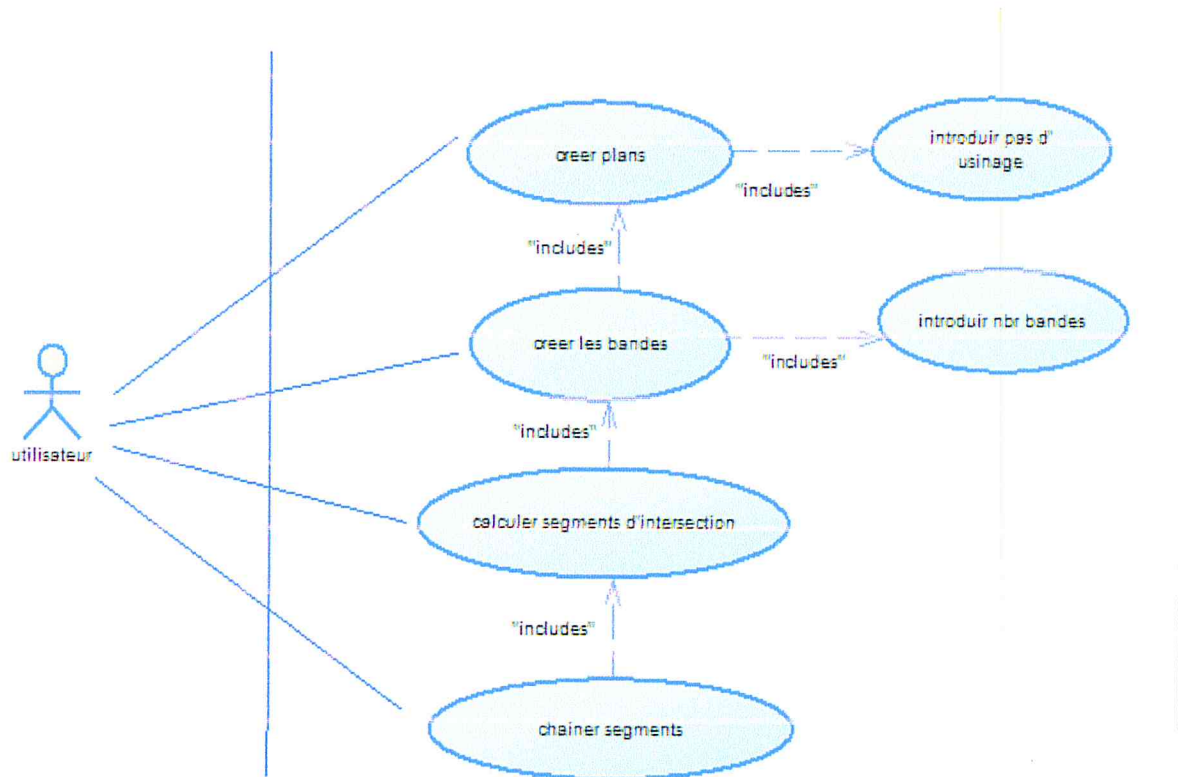 creer plans
introduir pas d'
usinage
"includes"
"includes"
creer les bandes
introduir nbr bandes
"includes"
"includes"
utilisateur
calculer segments d'intersection
"includes"
chainer segments